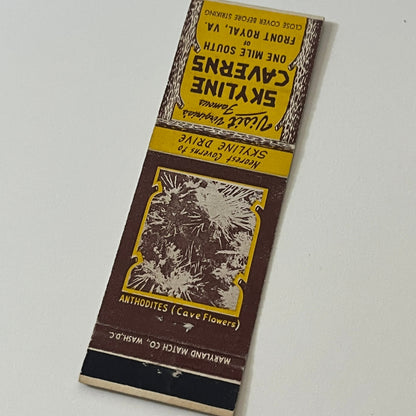 Visit Virginia's
Famous
SKYLINE
CAVERNS
ONE MILE SOUTH
OF
FRONT ROYAL, VA.
CLOSE COVER BEFORE STRIKING
Nearest Caverns to
SKYLINE DRIVE
ANTHODITES (Cave Flowers)
MARYLAND MATCH CO., WASH., D.C.